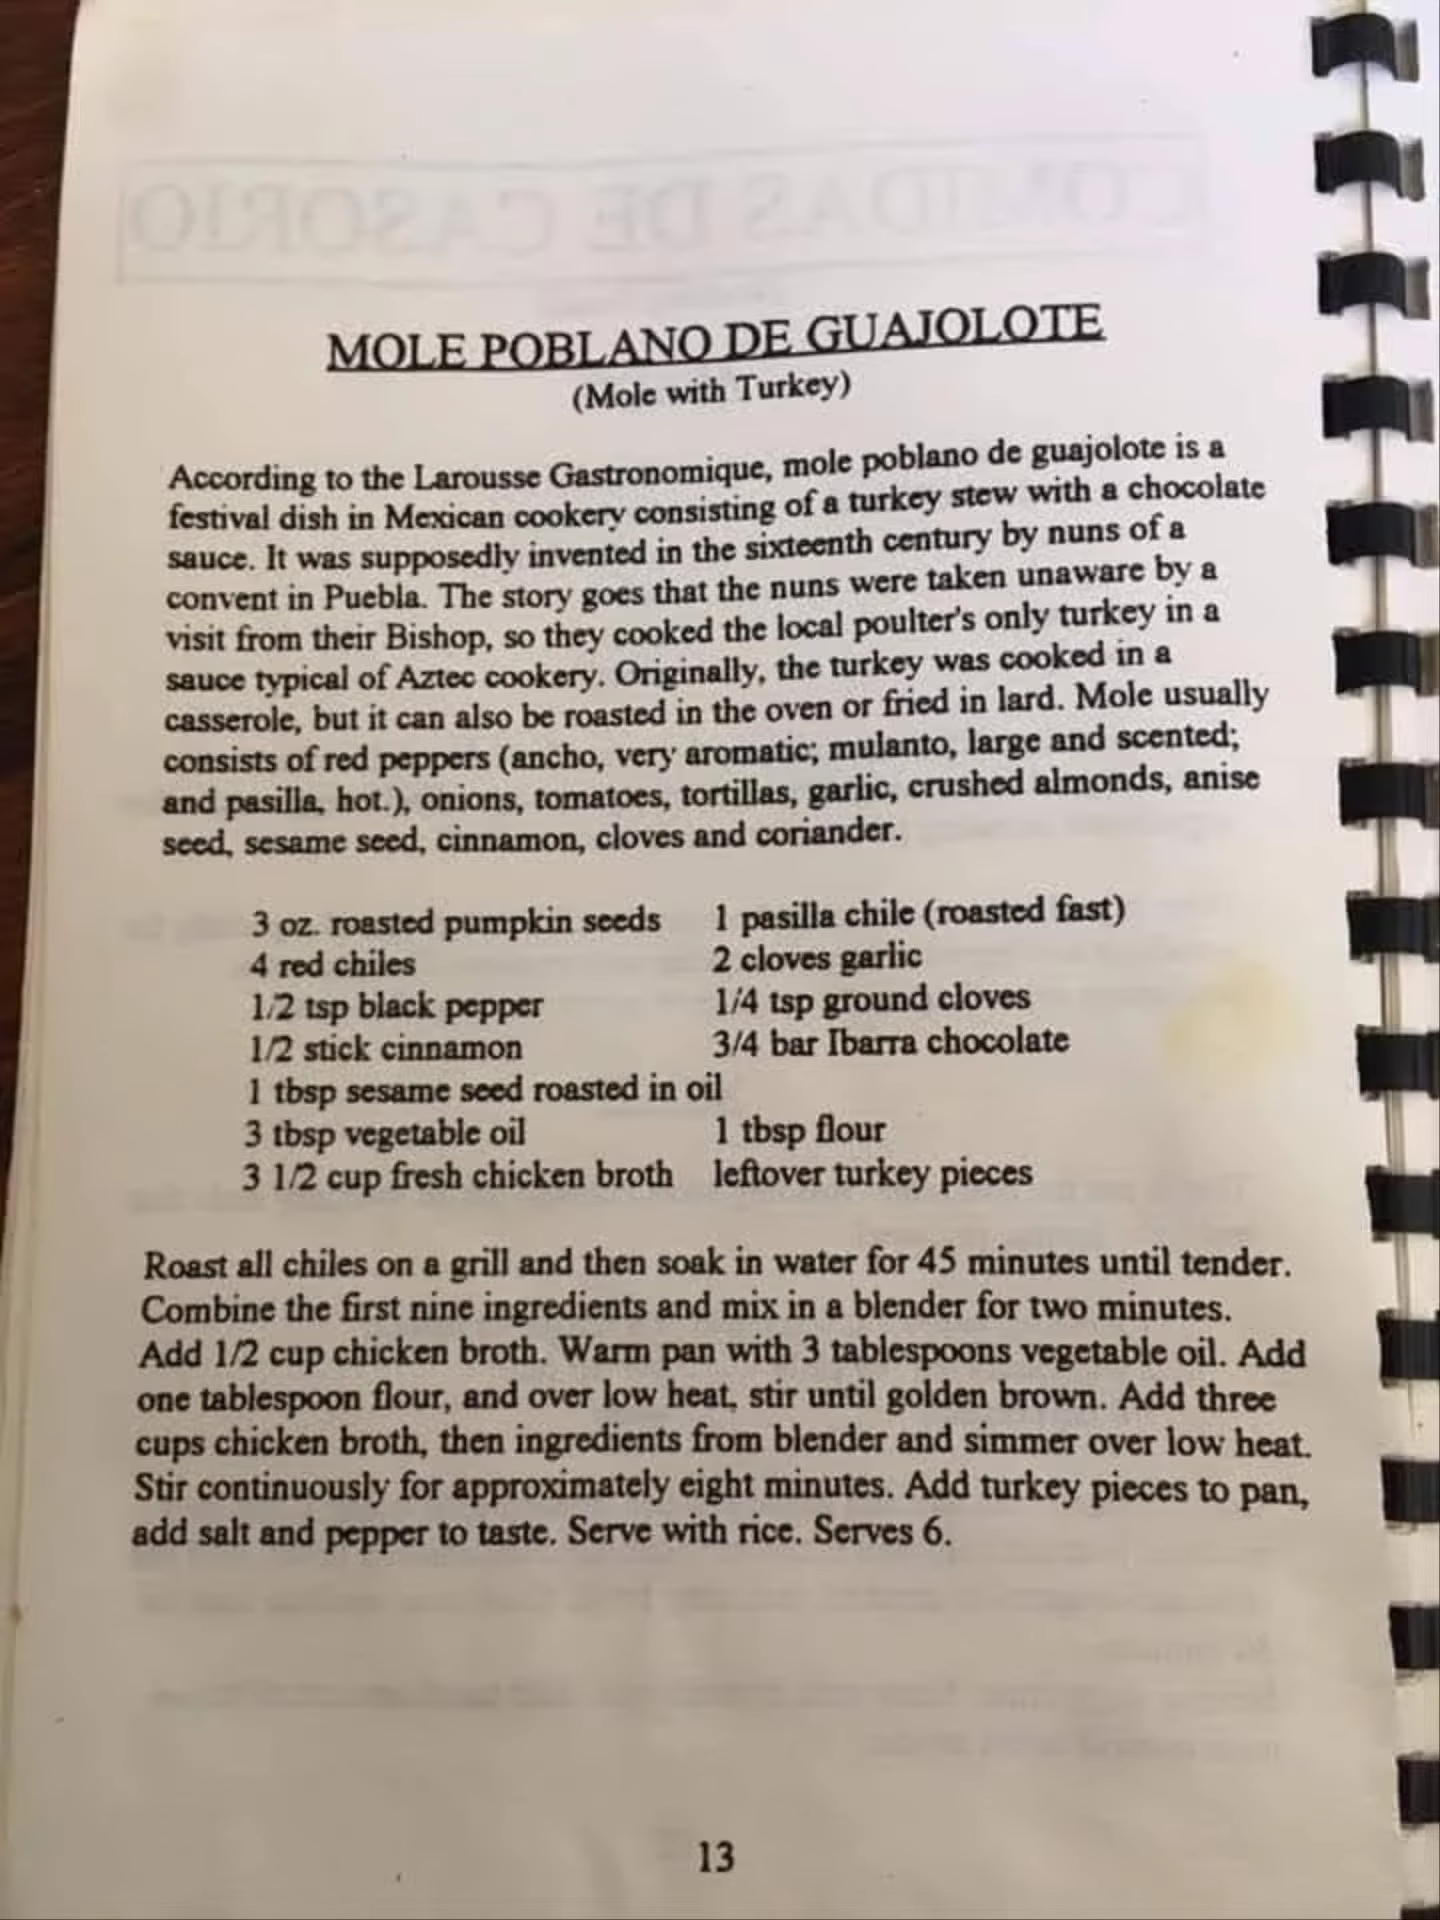 COMIDAS DE CASORIO
MOLE POBLANO DE GUAJOLOTE
(Mole with Turkey)
According to the Larousse Gastronomique, mole poblano de guajolote is a
festival dish in Mexican cookery consisting of a turkey stew with a chocolate
sauce. It was supposedly invented in the sixteenth century by nuns of a
convent in Puebla. The story goes that the nuns were taken unaware by a
visit from their Bishop, so they cooked the local poulter's only turkey in a
sauce typical of Aztec cookery. Originally, the turkey was cooked in a
casserole, but it can also be roasted in the oven or fried in lard. Mole usually
consists of red peppers (ancho, very aromatic; mulanto, large and scented;
and pasilla, hot.), onions, tomatoes, tortillas, garlic, crushed almonds, anise
seed, sesame seed, cinnamon, cloves and coriander.
3 oz. roasted pumpkin seeds 1 pasilla chile (roasted fast)
4 red chiles 2 cloves garlic
1/2 tsp black pepper 1/4 tsp ground cloves
1/2 stick cinnamon 3/4 bar Ibarra chocolate
1 tbsp sesame seed roasted in oil
3 tbsp vegetable oil 1 tbsp flour
3 1/2 cup fresh chicken broth leftover turkey pieces
Roast all chiles on a grill and then soak in water for 45 minutes until tender.
Combine the first nine ingredients and mix in a blender for two minutes.
Add 1/2 cup chicken broth. Warm pan with 3 tablespoons vegetable oil. Add
one tablespoon flour, and over low heat, stir until golden brown. Add three
cups chicken broth, then ingredients from blender and simmer over low heat.
Stir continuously for approximately eight minutes. Add turkey pieces to pan,
add salt and pepper to taste. Serve with rice. Serves 6.
13